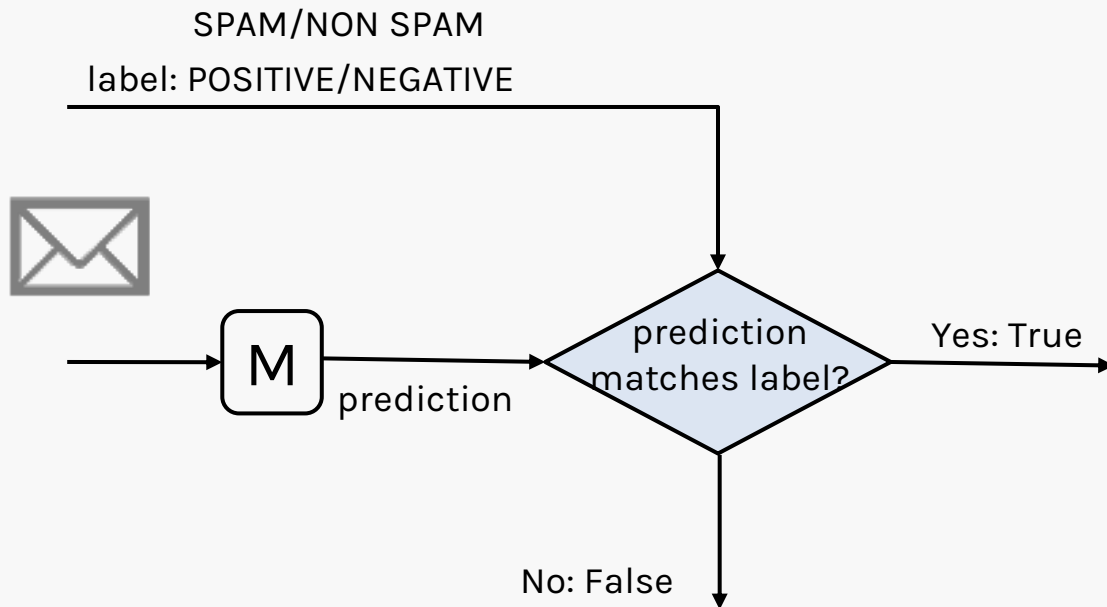 SPAM/NON SPAM
label: POSITIVE/NEGATIVE
M
prediction
prediction
matches label?
Yes: True
No: False